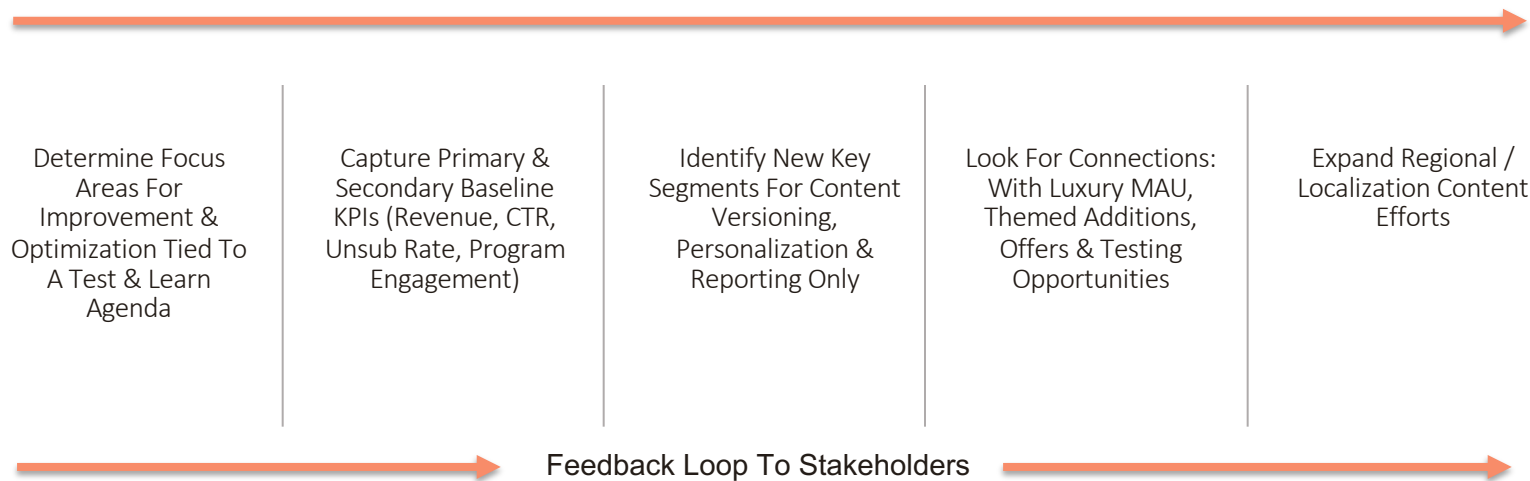 Determine Focus
Areas For
Improvement &
Optimization Tied To
A Test & Learn
Agenda
Capture Primary &
Secondary Baseline
KPIs (Revenue, CTR,
Unsub Rate, Program
Engagement)
Identify New Key
Segments For Content
Versioning,
Personalization &
Reporting Only
Look For Connections:
With Luxury MAU,
Themed Additions,
Offers & Testing
Opportunities
Expand Regional /
Localization Content
Efforts
Feedback Loop To Stakeholders